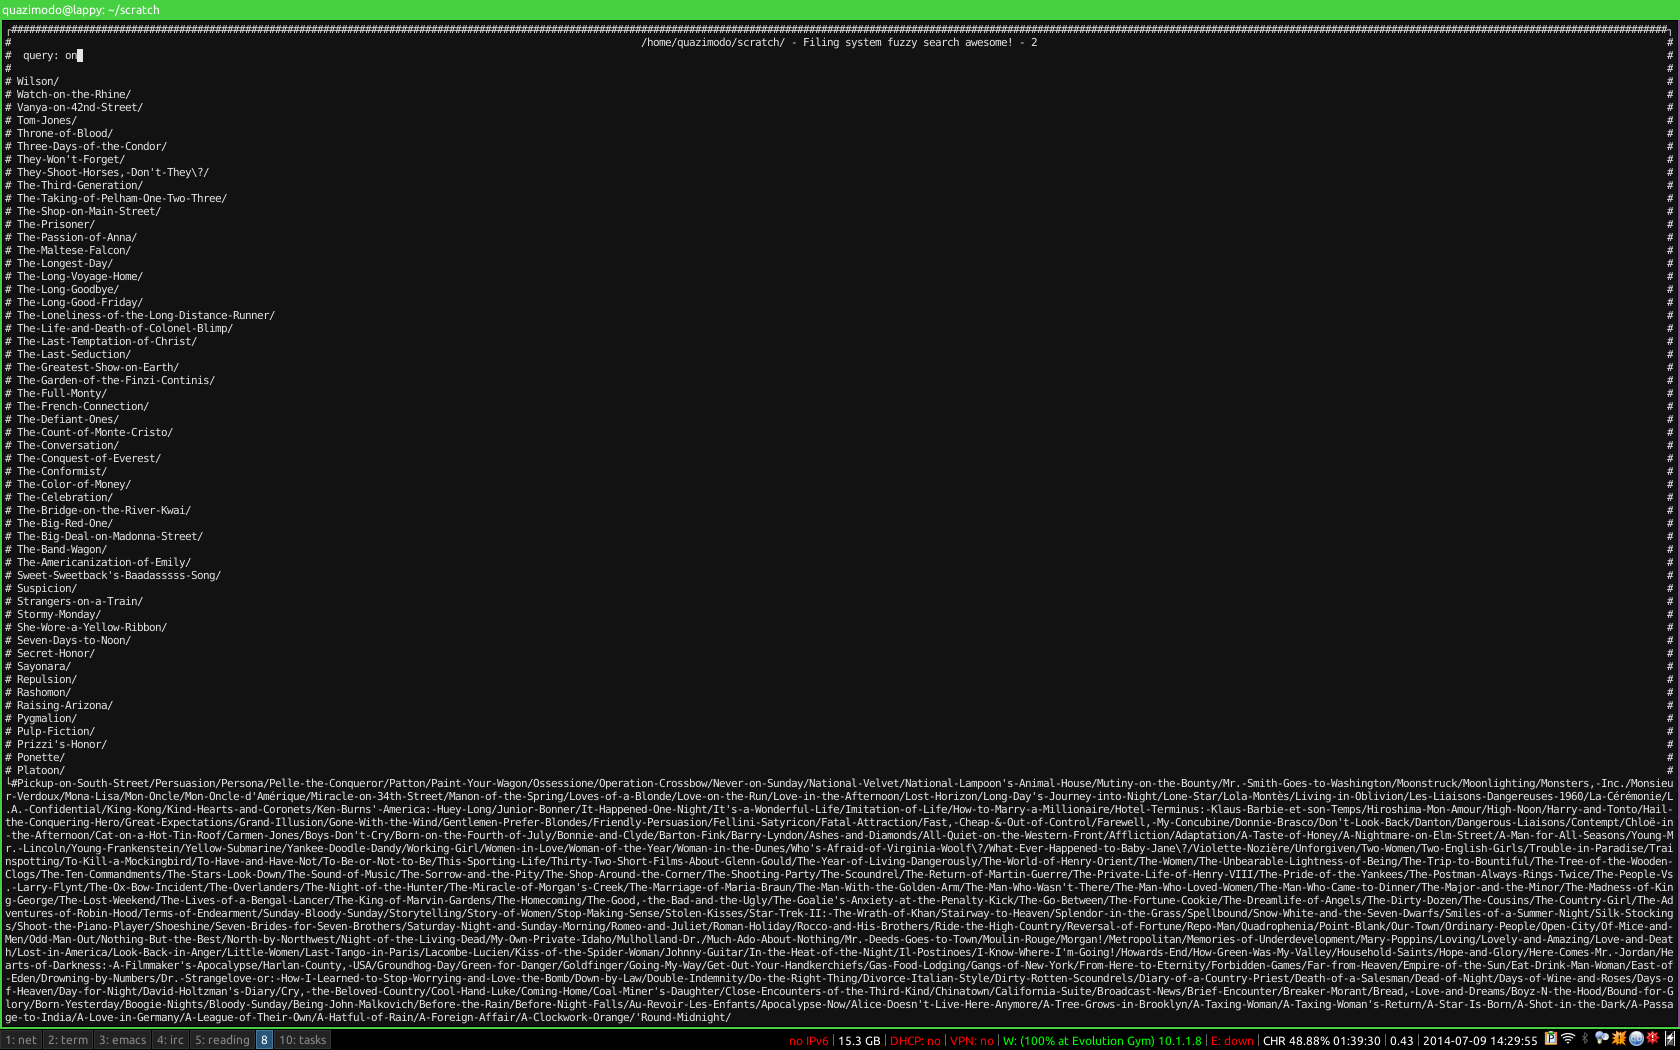 quazimodo@lappy: ~/scratch
/home/quazimodo/scratch/ - Filing system fuzzy search awesome! - 2
# query: on
#
# Wilson/
# Watch-on-the-Rhine/
# Vanya-on-42nd-Street/
# Tom-Jones/
# Throne-of-Blood/
# Three-Days-of-the-Condor/
# They-Won't-Forget/
# They-Shoot-Horses,-Don't-They\?/
# The-Third-Generation/
# The-Taking-of-Pelham-One-Two-Three/
# The-Shop-on-Main-Street/
# The-Prisoner/
# The-Passion-of-Anna/
# The-Maltese-Falcon/
# The-Longest-Day/
# The-Long-Voyage-Home/
# The-Long-Goodbye/
# The-Long-Good-Friday/
# The-Loneliness-of-the-Long-Distance-Runner/
# The-Life-and-Death-of-Colonel-Blimp/
# The-Last-Temptation-of-Christ/
# The-Last-Seduction/
# The-Greatest-Show-on-Earth/
# The-Garden-of-the-Finzi-Continis/
# The-Full-Monty/
# The-French-Connection/
# The-Defiant-Ones/
# The-Count-of-Monte-Cristo/
# The-Conversation/
# The-Conquest-of-Everest/
# The-Conformist/
# The-Color-of-Money/
# The-Celebration/
# The-Bridge-on-the-River-Kwai/
# The-Big-Red-One/
# The-Big-Deal-on-Madonna-Street/
# The-Band-Wagon/
# The-Americanization-of-Emily/
# Sweet-Sweetback's-Baadasssss-Song/
# Suspicion/
# Strangers-on-a-Train/
# Stormy-Monday/
# She-Wore-a-Yellow-Ribbon/
# Seven-Days-to-Noon/
# Secret-Honor/
# Sayonara/
# Repulsion/
# Rashomon/
# Raising-Arizona/
# Pygmalion/
# Pulp-Fiction/
# Prizzi's-Honor/
# Ponette/
# Platoon/
#Pickup-on-South-Street/Persuasion/Persona/Pelle-the-Conqueror/Patton/Paint-Your-Wagon/Ossessione/Operation-Crossbow/Never-on-Sunday/National-Velvet/National-Lampoon's-Animal-House/Mutiny-on-the-Bounty/Mr.-Smith-Goes-to-Washington/Moonstruck/Moonlighting/Monsters,-Inc./Monsieu
r-Verdoux/Mona-Lisa/Mon-Oncle/Mon-Oncle-d'Amérique/Miracle-on-34th-Street/Manon-of-the-Spring/Loves-of-a-Blonde/Love-on-the-Run/Love-in-the-Afternoon/Lost-Horizon/Long-Day's-Journey-into-Night/Lone-Star/Lola-Montès/Living-in-Oblivion/Les-Liaisons-Dangereuses-1960/La-Cérémonie/L
.A.-Confidential/King-Kong/Kind-Hearts-and-Coronets/Ken-Burns'-America:-Huey-Long/Junior-Bonner/It-Happened-One-Night/It's-a-Wonderful-Life/Imitation-of-Life/How-to-Marry-a-Millionaire/Hotel-Terminus:-Klaus-Barbie-et-son-Temps/Hiroshima-Mon-Amour/High-Noon/Harry-and-Tonto/Hail-
the-Conquering-Hero/Great-Expectations/Grand-Illusion/Gone-With-the-Wind/Gentlemen-Prefer-Blondes/Friendly-Persuasion/Fellini-Satyricon/Fatal-Attraction/Fast,-Cheap-&-Out-of-Control/Farewell,-My-Concubine/Donnie-Brasco/Don't-Look-Back/Danton/Dangerous-Liaisons/Contempt/Chloë-in
-the-Afternoon/Cat-on-a-Hot-Tin-Roof/Carmen-Jones/Boys-Don't-Cry/Born-on-the-Fourth-of-July/Bonnie-and-Clyde/Barton-Fink/Barry-Lyndon/Ashes-and-Diamonds/All-Quiet-on-the-Western-Front/Affliction/Adaptation/A-Taste-of-Honey/A-Nightmare-on-Elm-Street/A-Man-for-All-Seasons/Young-M
r.-Lincoln/Young-Frankenstein/Yellow-Submarine/Yankee-Doodle-Dandy/Working-Girl/Women-in-Love/Woman-of-the-Year/Woman-in-the-Dunes/Who's-Afraid-of-Virginia-Woolf\?/What-Ever-Happened-to-Baby-Jane\?/Violette-Nozière/Unforgiven/Two-Women/Two-English-Girls/Trouble-in-Paradise/Trai
nspotting/To-Kill-a-Mockingbird/To-Have-and-Have-Not/To-Be-or-Not-to-Be/This-Sporting-Life/Thirty-Two-Short-Films-About-Glenn-Gould/The-Year-of-Living-Dangerously/The-World-of-Henry-Orient/The-Women/The-Unbearable-Lightness-of-Being/The-Trip-to-Bountiful/The-Tree-of-the-Wooden-
Clogs/The-Ten-Commandments/The-Stars-Look-Down/The-Sound-of-Music/The-Sorrow-and-the-Pity/The-Shop-Around-the-Corner/The-Shooting-Party/The-Scoundrel/The-Return-of-Martin-Guerre/The-Private-Life-of-Henry-VIII/The-Pride-of-the-Yankees/The-Postman-Always-Rings-Twice/The-People-Vs
.-Larry-Flynt/The-Ox-Bow-Incident/The-Overlanders/The-Night-of-the-Hunter/The-Miracle-of-Morgan's-Creek/The-Marriage-of-Maria-Braun/The-Man-With-the-Golden-Arm/The-Man-Who-Wasn't-There/The-Man-Who-Loved-Women/The-Man-Who-Came-to-Dinner/The-Major-and-the-Minor/The-Madness-of-Kin
g-George/The-Lost-Weekend/The-Lives-of-a-Bengal-Lancer/The-King-of-Marvin-Gardens/The-Homecoming/The-Good,-the-Bad-and-the-Ugly/The-Goalie's-Anxiety-at-the-Penalty-Kick/The-Go-Between/The-Fortune-Cookie/The-Dreamlife-of-Angels/The-Dirty-Dozen/The-Cousins/The-Country-Girl/The-Ad
ventures-of-Robin-Hood/Terms-of-Endearment/Sunday-Bloody-Sunday/Storytelling/Story-of-Women/Stop-Making-Sense/Stolen-Kisses/Star-Trek-II:-The-Wrath-of-Khan/Stairway-to-Heaven/Splendor-in-the-Grass/Spellbound/Snow-White-and-the-Seven-Dwarfs/Smiles-of-a-Summer-Night/Silk-Stocking
s/Shoot-the-Piano-Player/Shoeshine/Seven-Brides-for-Seven-Brothers/Saturday-Night-and-Sunday-Morning/Romeo-and-Juliet/Roman-Holiday/Rocco-and-His-Brothers/Ride-the-High-Country/Reversal-of-Fortune/Repo-Man/Quadrophenia/Point-Blank/Our-Town/Ordinary-People/Open-City/Of-Mice-and-
Men/Odd-Man-Out/Nothing-But-the-Best/North-by-Northwest/Night-of-the-Living-Dead/My-Own-Private-Idaho/Mulholland-Dr./Much-Ado-About-Nothing/Mr.-Deeds-Goes-to-Town/Moulin-Rouge/Morgan!/Metropolitan/Memories-of-Underdevelopment/Mary-Poppins/Loving/Lovely-and-Amazing/Love-and-Deat
h/Lost-in-America/Look-Back-in-Anger/Little-Women/Last-Tango-in-Paris/Lacombe-Lucien/Kiss-of-the-Spider-Woman/Johnny-Guitar/In-the-Heat-of-the-Night/Il-Postinoes/I-Know-Where-I'm-Going!/Howards-End/How-Green-Was-My-Valley/Household-Saints/Hope-and-Glory/Here-Comes-Mr.-Jordan/He
arts-of-Darkness:-A-Filmmaker's-Apocalypse/Harlan-County,-USA/Groundhog-Day/Green-for-Danger/Goldfinger/Going-My-Way/Get-Out-Your-Handkerchiefs/Gas-Food-Lodging/Gangs-of-New-York/From-Here-to-Eternity/Forbidden-Games/Far-from-Heaven/Empire-of-the-Sun/Eat-Drink-Man-Woman/East-of
-Eden/Drowning-by-Numbers/Dr.-Strangelove-or:-How-I-Learned-to-Stop-Worrying-and-Love-the-Bomb/Down-by-Law/Double-Indemnity/Do-the-Right-Thing/Divorce-Italian-Style/Dirty-Rotten-Scoundrels/Diary-of-a-Country-Priest/Death-of-a-Salesman/Dead-of-Night/Days-of-Wine-and-Roses/Days-o
f-Heaven/Day-for-Night/David-Holtzman's-Diary/Cry,-the-Beloved-Country/Cool-Hand-Luke/Coming-Home/Coal-Miner's-Daughter/Close-Encounters-of-the-Third-Kind/Chinatown/California-Suite/Broadcast-News/Brief-Encounter/Breaker-Morant/Bread,-Love-and-Dreams/Boyz-N-the-Hood/Bound-for-G
lory/Born-Yesterday/Boogie-Nights/Bloody-Sunday/Being-John-Malkovich/Before-the-Rain/Before-Night-Falls/Au-Revoir-Les-Enfants/Apocalypse-Now/Alice-Doesn't-Live-Here-Anymore/A-Tree-Grows-in-Brooklyn/A-Taxing-Woman/A-Taxing-Woman's-Return/A-Star-Is-Born/A-Shot-in-the-Dark/A-Passa
ge-to-India/A-Love-in-Germany/A-League-of-Their-Own/A-Hatful-of-Rain/A-Foreign-Affair/A-Clockwork-Orange/'Round-Midnight/
1: net 2: term 3: emacs 4: irc 5: reading 8 10: tasks no IPv6 | 15.3 GB | DHCP: no | VPN: no | W: (100% at Evolution Gym) 10.1.1.8 | E: down | CHR 48.88% 01:39:30 | 0.43 | 2014-07-09 14:29:55